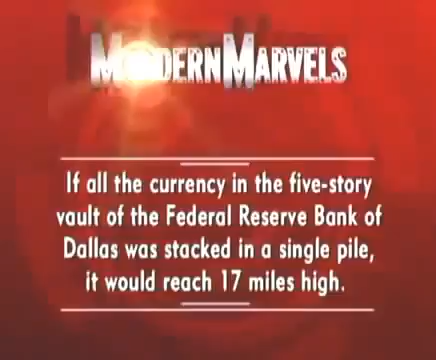 MODERN MARVELS
If all the currency in the five-story
vault of the Federal Reserve Bank of
Dallas was stacked in a single pile,
it would reach 17 miles high.